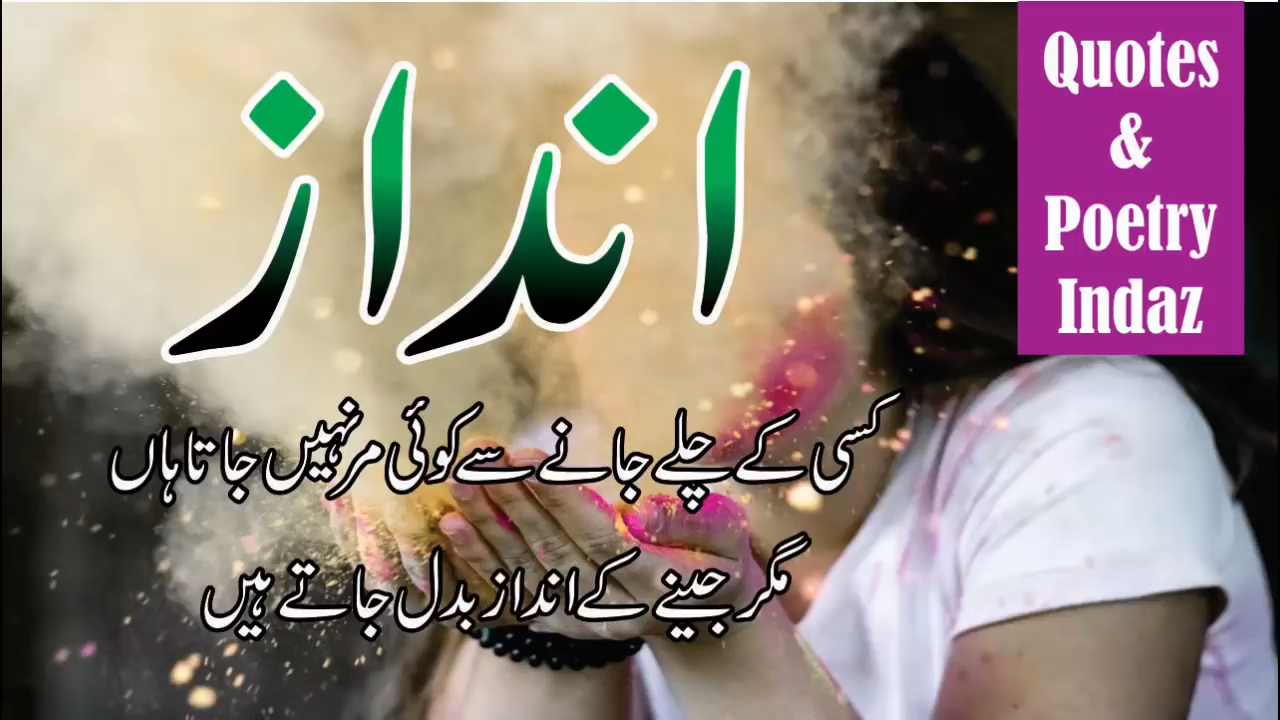 انداز
Quotes
&
Poetry
Indaz
کسی کے چلے جانے سے کوئی مر نہیں جاتا ہاں
مگر جینے کے انداز بدل جاتے ہیں